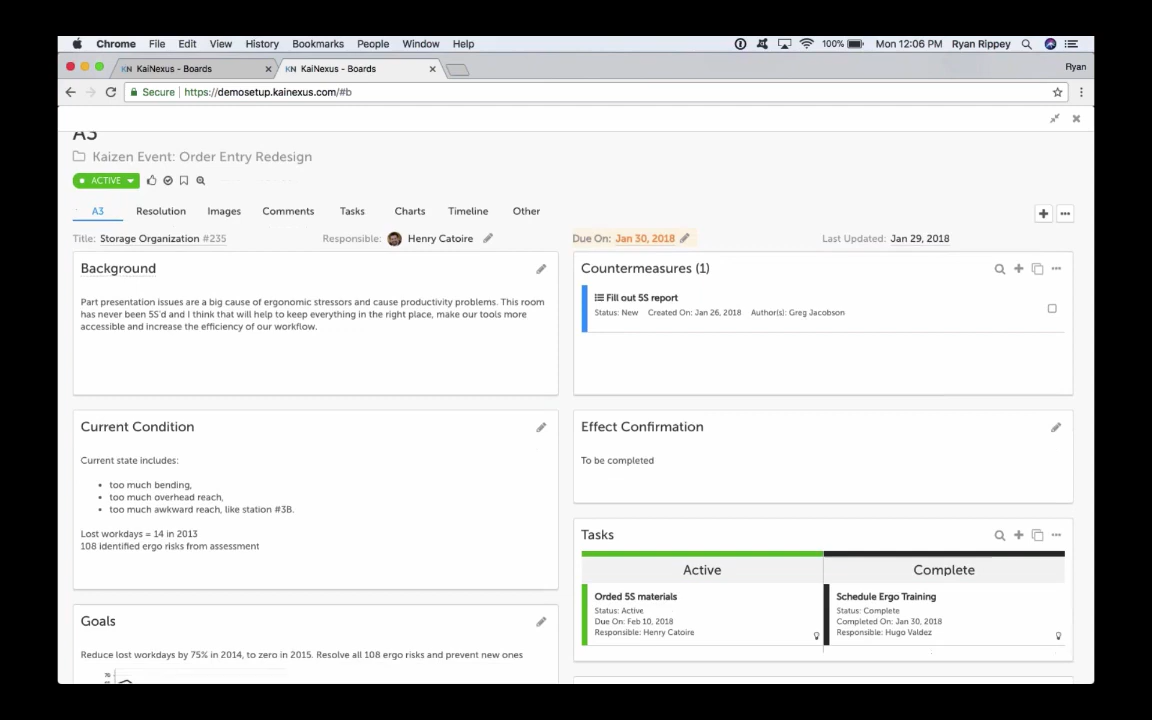 Chrome File Edit View History Bookmarks People Window Help 100% Mon 12:06 PM Ryan Rippey
KN KaiNexus - Boards KN KaiNexus - Boards Ryan
Secure https://demosetup.kainexus.com/#b
A3
Kaizen Event: Order Entry Redesign
ACTIVE
A3 Resolution Images Comments Tasks Charts Timeline Other
Title: Storage Organization #235 Responsible: Henry Catoire Due On: Jan 30, 2018 Last Updated: Jan 29, 2018
Background
Part presentation issues are a big cause of ergonomic stressors and cause productivity problems. This room
has never been 5S'd and I think that will help to keep everything in the right place, make our tools more
accessible and increase the efficiency of our workflow.
Countermeasures (1)
Fill out 5S report
Status: New Created On: Jan 26, 2018 Author(s): Greg Jacobson
Current Condition
Current state includes:
• too much bending,
• too much overhead reach,
• too much awkward reach, like station #3B.
Lost workdays = 14 in 2013
108 identified ergo risks from assessment
Effect Confirmation
To be completed
Tasks
Active Complete
Orded 5S materials
Status: Active
Due On: Feb 10, 2018
Responsible: Henry Catoire
Schedule Ergo Training
Status: Complete
Completed On: Jan 30, 2018
Responsible: Hugo Valdez
Goals
Reduce lost workdays by 75% in 2014, to zero in 2015. Resolve all 108 ergo risks and prevent new ones
70